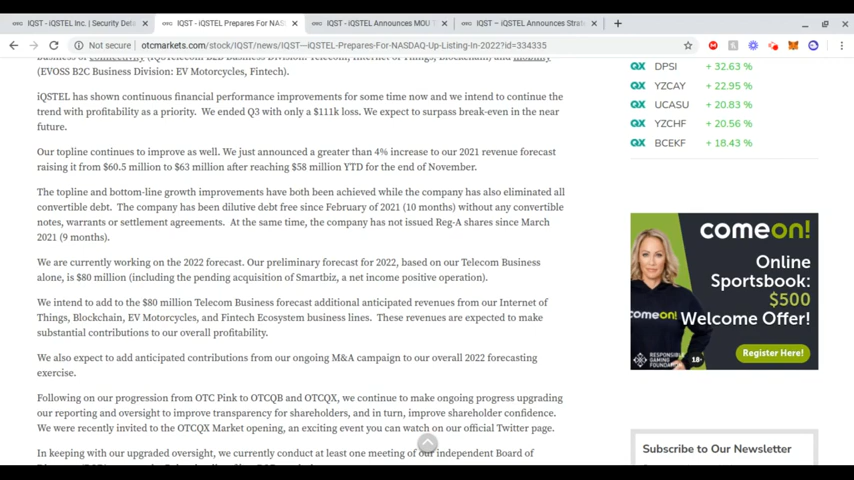 IQST - iQSTEL Inc. | Security Deta
IQST - iQSTEL Prepares For NAS
IQST - iQSTEL Announces MOU T
IQST – iQSTEL Announces Strate
Not secure
otcmarkets.com/stock/IQST/news/IQST—iQSTEL-Prepares-For-NASDAQ-Up-Listing-In-2022?id=334335
(EVOSS B2C Business Division: EV Motorcycles, Fintech).
iQSTEL has shown continuous financial performance improvements for some time now and we intend to continue the
trend with profitability as a priority. We ended Q3 with only a $111k loss. We expect to surpass break-even in the near
future.
Our topline continues to improve as well. We just announced a greater than 4% increase to our 2021 revenue forecast
raising it from $60.5 million to $63 million after reaching $58 million YTD for the end of November.
The topline and bottom-line growth improvements have both been achieved while the company has also eliminated all
convertible debt. The company has been dilutive debt free since February of 2021 (10 months) without any convertible
notes, warrants or settlement agreements. At the same time, the company has not issued Reg-A shares since March
2021 (9 months).
We are currently working on the 2022 forecast. Our preliminary forecast for 2022, based on our Telecom Business
alone, is $80 million (including the pending acquisition of Smartbiz, a net income positive operation).
We intend to add to the $80 million Telecom Business forecast additional anticipated revenues from our Internet of
Things, Blockchain, EV Motorcycles, and Fintech Ecosystem business lines. These revenues are expected to make
substantial contributions to our overall profitability.
We also expect to add anticipated contributions from our ongoing M&A campaign to our overall 2022 forecasting
exercise.
Following on our progression from OTC Pink to OTCQB and OTCQX, we continue to make ongoing progress upgrading
our reporting and oversight to improve transparency for shareholders, and in turn, improve shareholder confidence.
We were recently invited to the OTCQX Market opening, an exciting event you can watch on our official Twitter page.
In keeping with our upgraded oversight, we currently conduct at least one meeting of our independent Board of
QX DPSI + 32.63 %
QX YZCAY + 22.95 %
QX UCASU + 20.83 %
QX YZCHF + 20.56 %
QX BCEKF + 18.43 %
comeon!
Online
Sportsbook:
$500
Welcome Offer!
comeon!
RESPONSIBLE
GAMING
FOUNDATION
18+
Register Here!
Subscribe to Our Newsletter